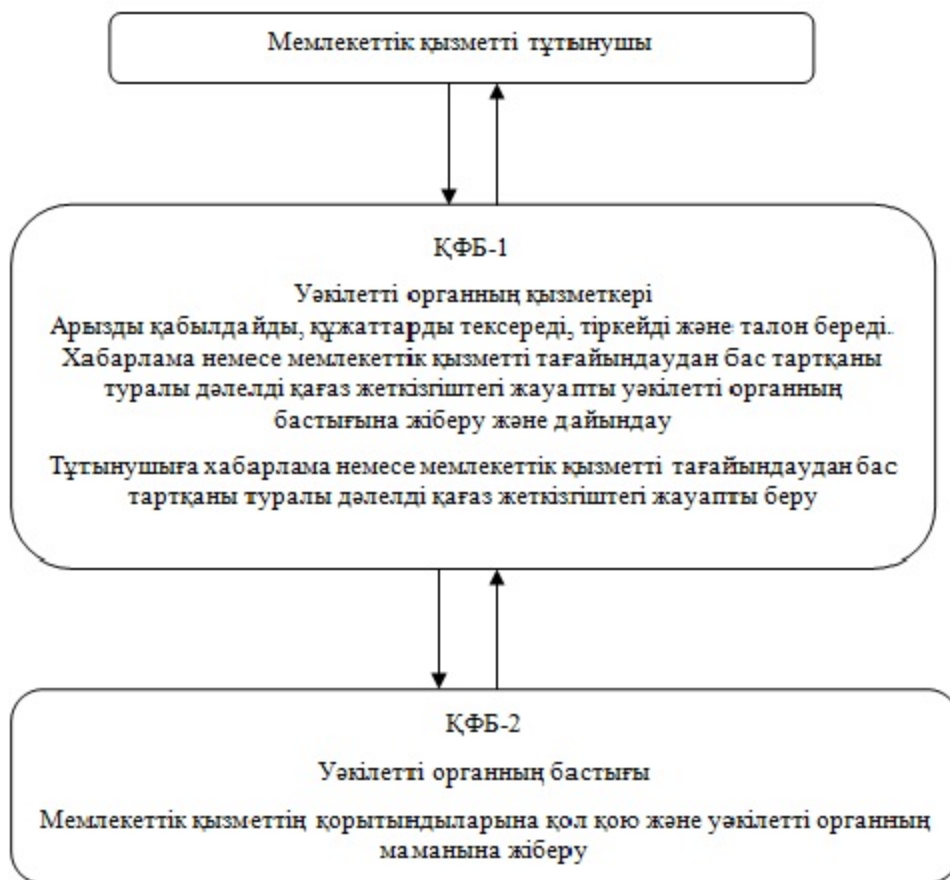 Мемлекеттік қызметті тұтынушы
ҚФБ-1
Уәкілетті органның қызметкері
Арызды қабылдайды, құжаттарды тексереді, тіркейді және талон береді.
Хабарлама немесе мемлекеттік қызметті тағайындаудан бас тартқаны
туралы дәлелді қағаз жеткізгіштегі жауапты уәкілетті органның
бастығына жіберу және дайындау
Тұтынушыға хабарлама немесе мемлекеттік қызметті тағайындаудан бас
тартқаны туралы дәлелді қағаз жеткізгіштегі жауапты беру
ҚФБ-2
Уәкілетті органның бастығы
Мемлекеттік қызметтің қорытындыларына қол қою және уәкілетті органның
маманына жіберу